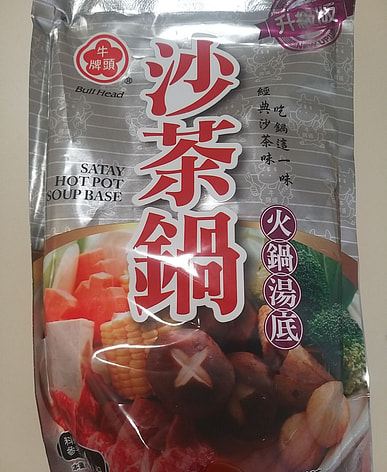 升級版
牛頭牌
Bull Head
®
沙茶鍋
SATAY
HOT POT
SOUP BASE
吃鍋這一味
經典沙茶味
火鍋湯底